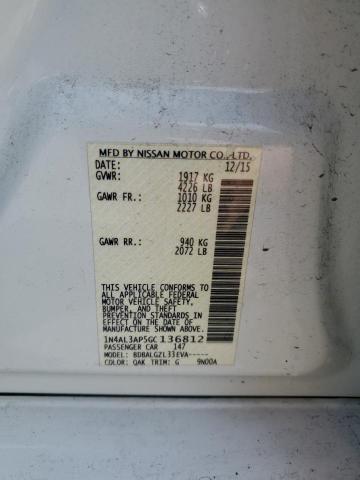 MFD BY NISSAN MOTOR CO.,LTD.
DATE: 12/15
GVWR: 1917 KG
4226 LB
GAWR FR.: 1010 KG
2227 LB
GAWR RR.: 940 KG
2072 LB
THIS VEHICLE CONFORMS TO
ALL APPLICABLE FEDERAL
MOTOR VEHICLE SAFETY,
BUMPER, AND THEFT
PREVENTION STANDARDS IN
EFFECT ON THE DATE OF
MANUFACTURE SHOWN ABOVE.
1N4AL3AP5GC136812
PASSENGER CAR 147
MODEL: BDBALGZL33EVA-----
COLOR: QAK TRIM: G 9N00A